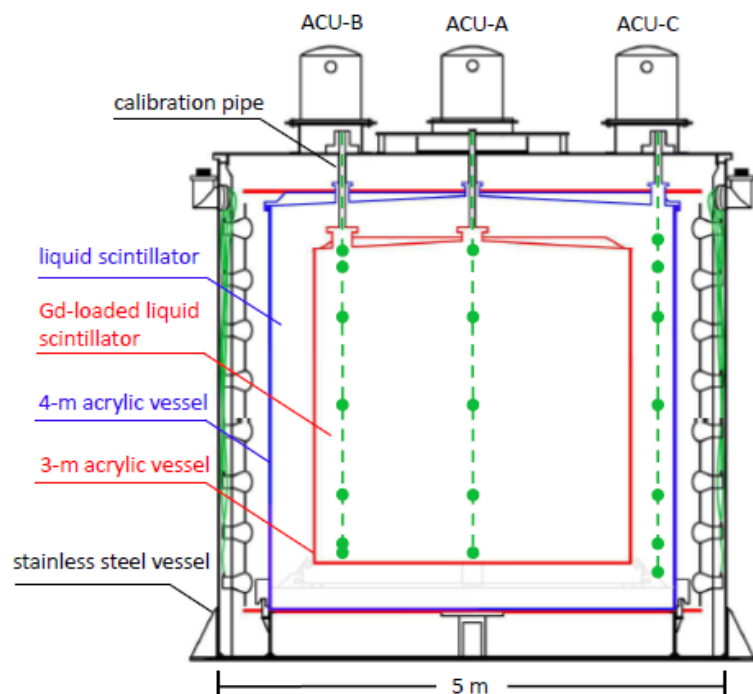 ACU-B
ACU-A
ACU-C
calibration pipe
liquid scintillator
Gd-loaded liquid
scintillator
4-m acrylic vessel
3-m acrylic vessel
stainless steel vessel
5 m